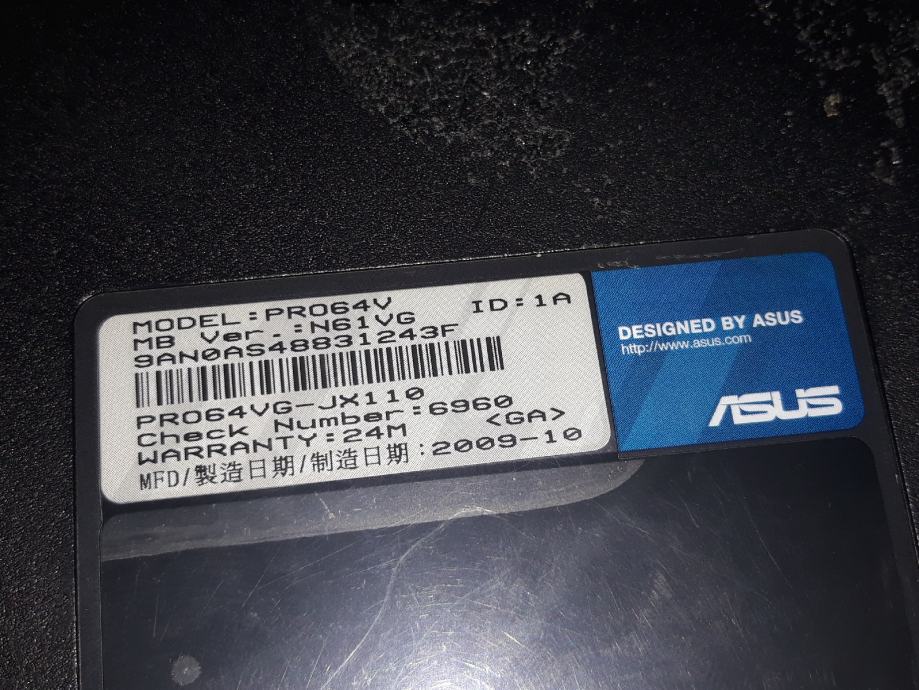 MODEL:PRO64V ID:1A
MB Ver.:N61VG
9AN0AS48831243F
PRO64VG-JX110
Check Number:6960
WARRANTY:24M <GA>
MFD/製造日期/制造日期:2009-10
DESIGNED BY ASUS
http://www.asus.com
ASUS